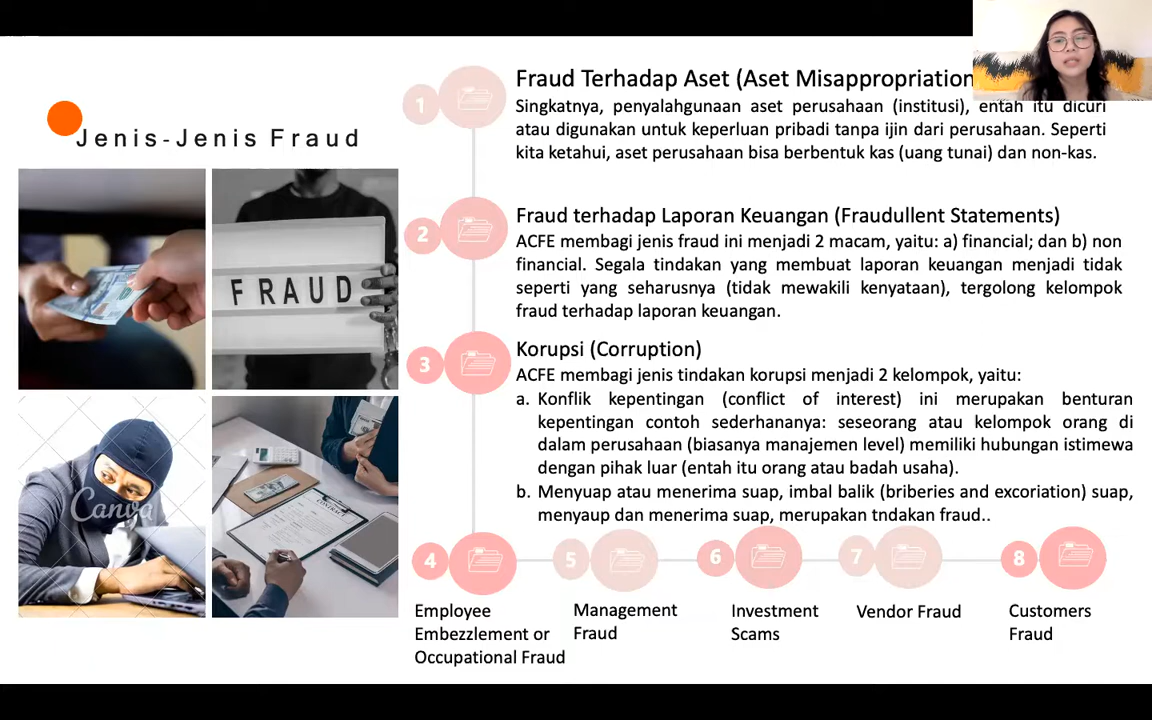 Jenis-Jenis Fraud
FRAUD
Canva
CONTRACT
1
Fraud Terhadap Aset (Aset Misappropriation
Singkatnya, penyalahgunaan aset perusahaan (institusi), entah itu dicuri
atau digunakan untuk keperluan pribadi tanpa ijin dari perusahaan. Seperti
kita ketahui, aset perusahaan bisa berbentuk kas (uang tunai) dan non-kas.
2
Fraud terhadap Laporan Keuangan (Fraudullent Statements)
ACFE membagi jenis fraud ini menjadi 2 macam, yaitu: a) financial; dan b) non
financial. Segala tindakan yang membuat laporan keuangan menjadi tidak
seperti yang seharusnya (tidak mewakili kenyataan), tergolong kelompok
fraud terhadap laporan keuangan.
3
Korupsi (Corruption)
ACFE membagi jenis tindakan korupsi menjadi 2 kelompok, yaitu:
a. Konflik kepentingan (conflict of interest) ini merupakan benturan
kepentingan contoh sederhananya: seseorang atau kelompok orang di
dalam perusahaan (biasanya manajemen level) memiliki hubungan istimewa
dengan pihak luar (entah itu orang atau badah usaha).
b. Menyuap atau menerima suap, imbal balik (briberies and excoriation) suap,
menyaup dan menerima suap, merupakan tndakan fraud..
4
Employee
Embezzlement or
Occupational Fraud
5
Management
Fraud
6
Investment
Scams
7
Vendor Fraud
8
Customers
Fraud